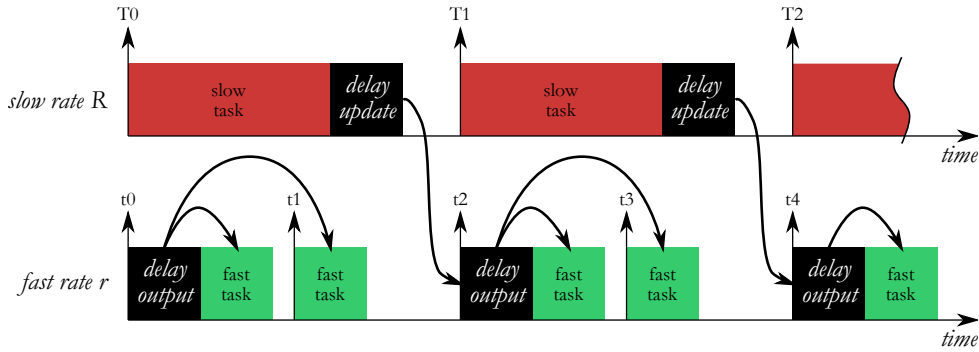 T0
T1
T2
slow rate R
slow
task
delay
update
slow
task
delay
update
time
t0
t1
t2
t3
t4
fast rate r
delay
output
fast
task
fast
task
delay
output
fast
task
fast
task
delay
output
fast
task
time